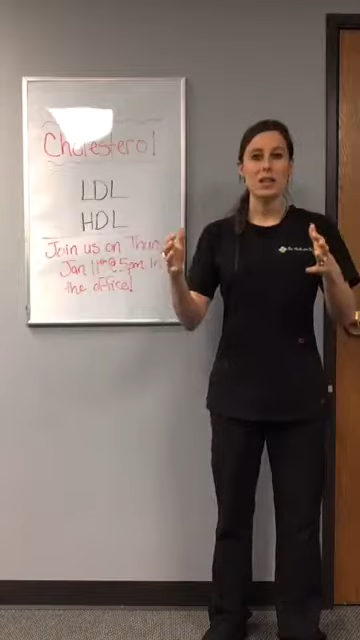 Cholesterol
LDL
HDL
Join us on Thurs
Jan 11th @ 5pm in
the office!